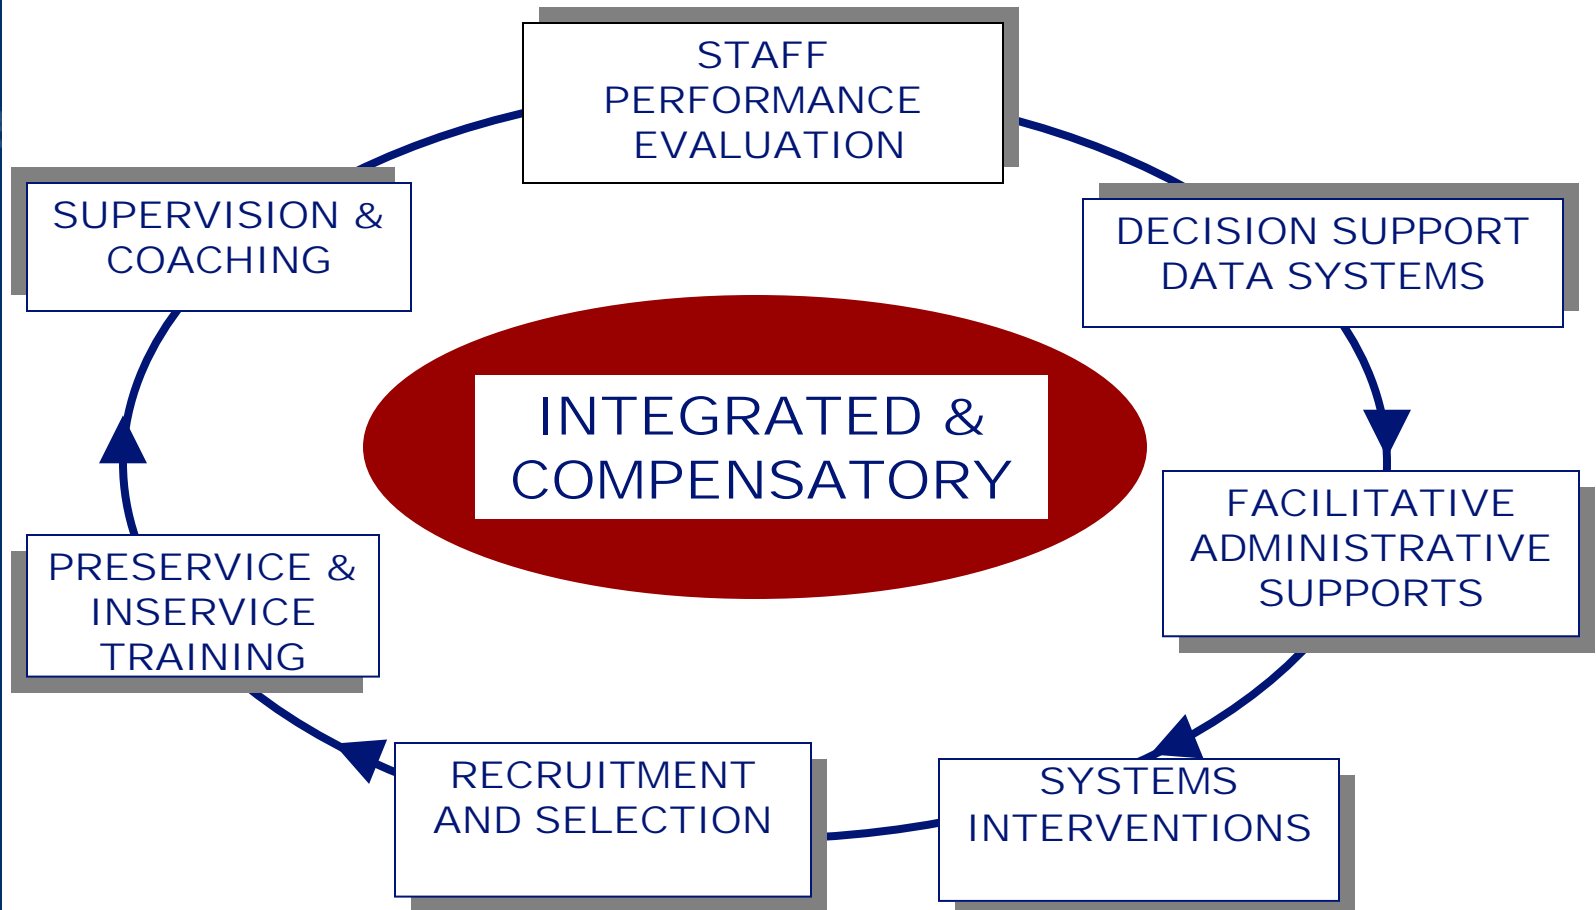 STAFF
PERFORMANCE
EVALUATION
SUPERVISION &
COACHING
DECISION SUPPORT
DATA SYSTEMS
INTEGRATED &
COMPENSATORY
FACILITATIVE
ADMINISTRATIVE
SUPPORTS
PRESERVICE &
INSERVICE
TRAINING
RECRUITMENT
AND SELECTION
SYSTEMS
INTERVENTIONS